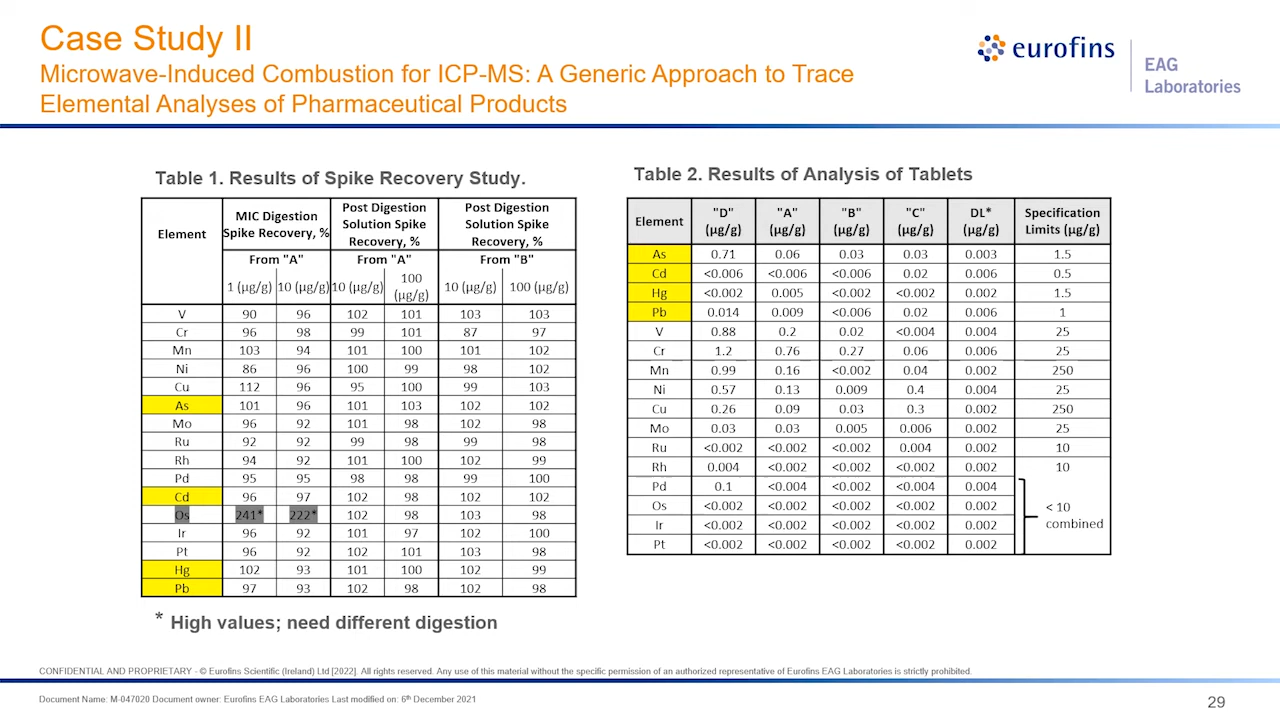 Case Study II
Microwave-Induced Combustion for ICP-MS: A Generic Approach to Trace
Elemental Analyses of Pharmaceutical Products
eurofins
EAG
Laboratories
Table 1. Results of Spike Recovery Study.
Element MIC Digestion Spike Recovery, % Post Digestion Solution Spike Recovery, % Post Digestion Solution Spike Recovery, %
From "A" From "A" From "B"
1 (µg/g) 10 (µg/g) 10 (µg/g) 100 (µg/g) 10 (µg/g) 100 (µg/g)
V 90 96 102 101 103 103
Cr 96 98 99 101 87 97
Mn 103 94 101 100 101 102
Ni 86 96 100 99 98 102
Cu 112 96 95 100 99 103
As 101 96 101 103 102 102
Mo 96 92 101 98 102 98
Ru 92 92 99 98 99 98
Rh 94 92 101 100 102 99
Pd 95 95 98 98 99 100
Cd 96 97 102 98 102 102
Os 241* 222* 102 98 103 98
Ir 96 92 101 97 102 100
Pt 96 92 102 101 103 98
Hg 102 93 101 100 102 99
Pb 97 93 102 98 102 98
* High values; need different digestion
Table 2. Results of Analysis of Tablets
Element "D" (µg/g) "A" (µg/g) "B" (µg/g) "C" (µg/g) DL* (µg/g) Specification Limits (µg/g)
As 0.71 0.06 0.03 0.03 0.003 1.5
Cd <0.006 <0.006 <0.006 0.02 0.006 0.5
Hg <0.002 0.005 <0.002 <0.002 0.002 1.5
Pb 0.014 0.009 <0.006 0.02 0.006 1
V 0.88 0.2 0.02 <0.004 0.004 25
Cr 1.2 0.76 0.27 0.06 0.006 25
Mn 0.99 0.16 <0.002 0.04 0.002 250
Ni 0.57 0.13 0.009 0.4 0.004 25
Cu 0.26 0.09 0.03 0.3 0.002 250
Mo 0.03 0.03 0.005 0.006 0.002 25
Ru <0.002 <0.002 <0.002 0.004 0.002 10
Rh 0.004 <0.002 <0.002 <0.002 0.002 10
Pd 0.1 <0.004 <0.002 <0.004 0.004
Os <0.002 <0.002 <0.002 <0.002 0.002
Ir <0.002 <0.002 <0.002 <0.002 0.002
Pt <0.002 <0.002 <0.002 <0.002 0.002
< 10
combined
CONFIDENTIAL AND PROPRIETARY - © Eurofins Scientific (Ireland) Ltd [2022]. All rights reserved. Any use of this material without the specific permission of an authorized representative of Eurofins EAG Laboratories is strictly prohibited.
Document Name: M-047020 Document owner: Eurofins EAG Laboratories Last modified on: 6th December 2021
29